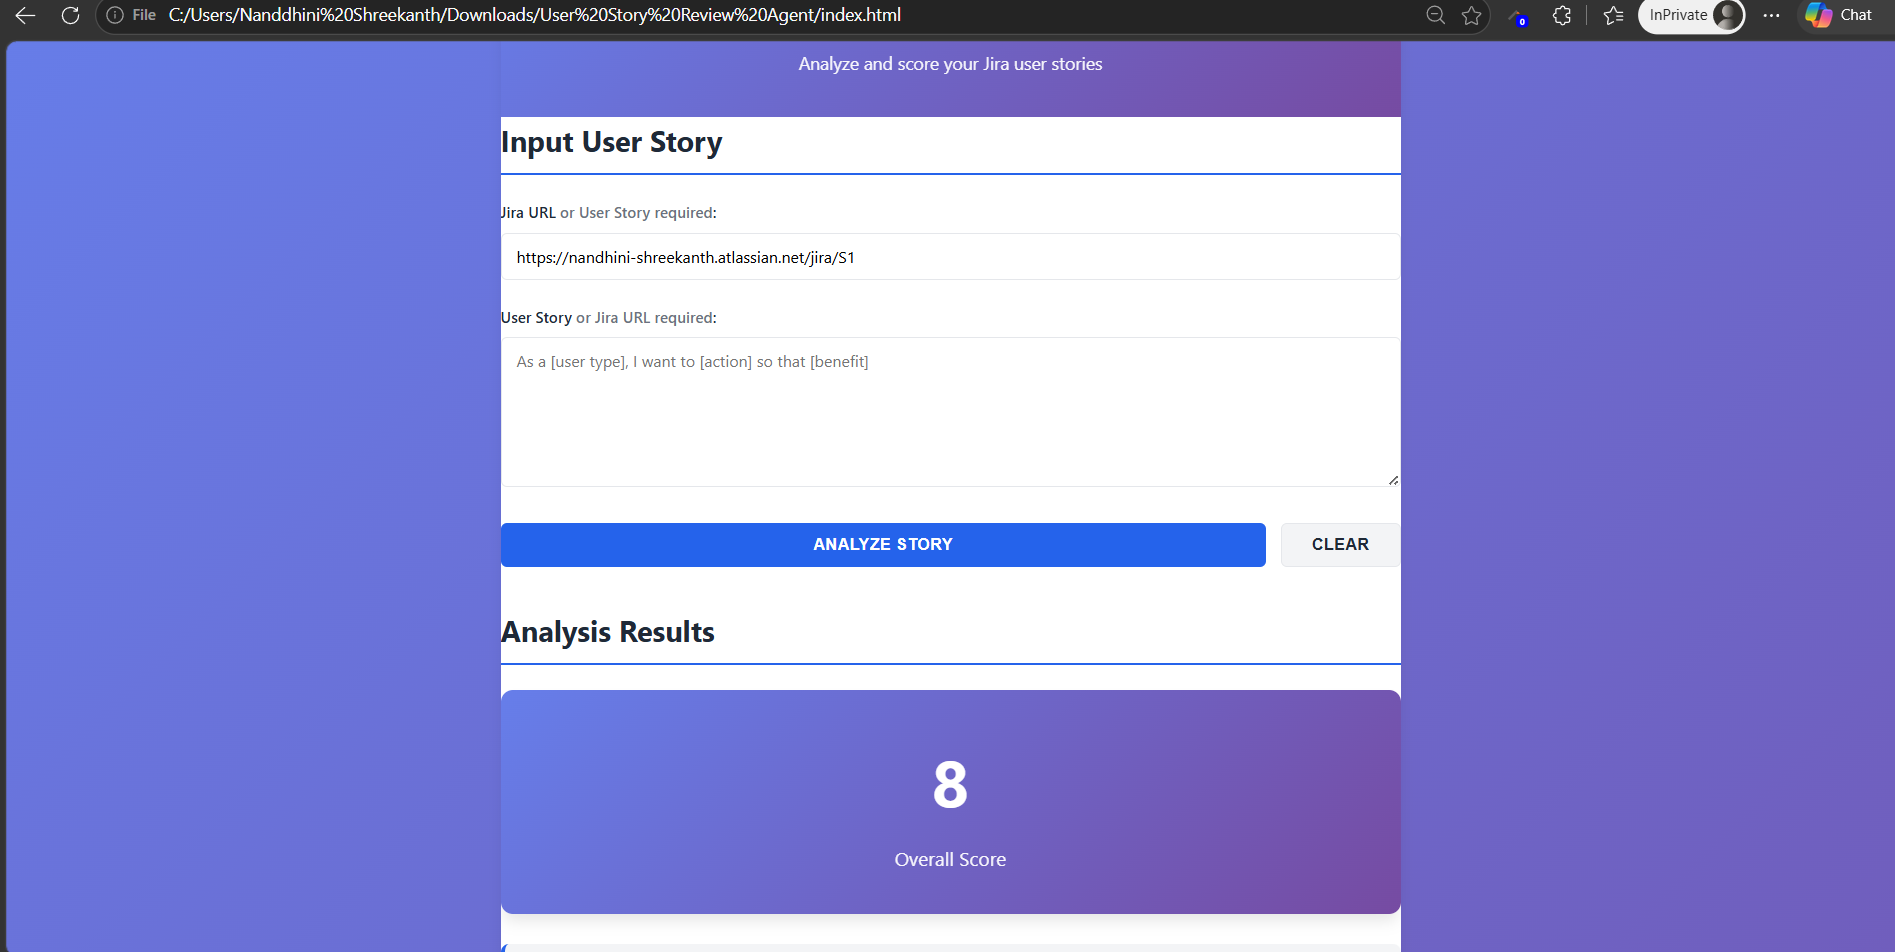 File C:/Users/Nanddhini%20Shreekanth/Downloads/User%20Story%20Review%20Agent/index.html
0
InPrivate
Chat
Analyze and score your Jira user stories
Input User Story
Jira URL or User Story required:
https://nandhini-shreekanth.atlassian.net/jira/S1
User Story or Jira URL required:
As a [user type], I want to [action] so that [benefit]
ANALYZE STORY
CLEAR
Analysis Results
8
Overall Score